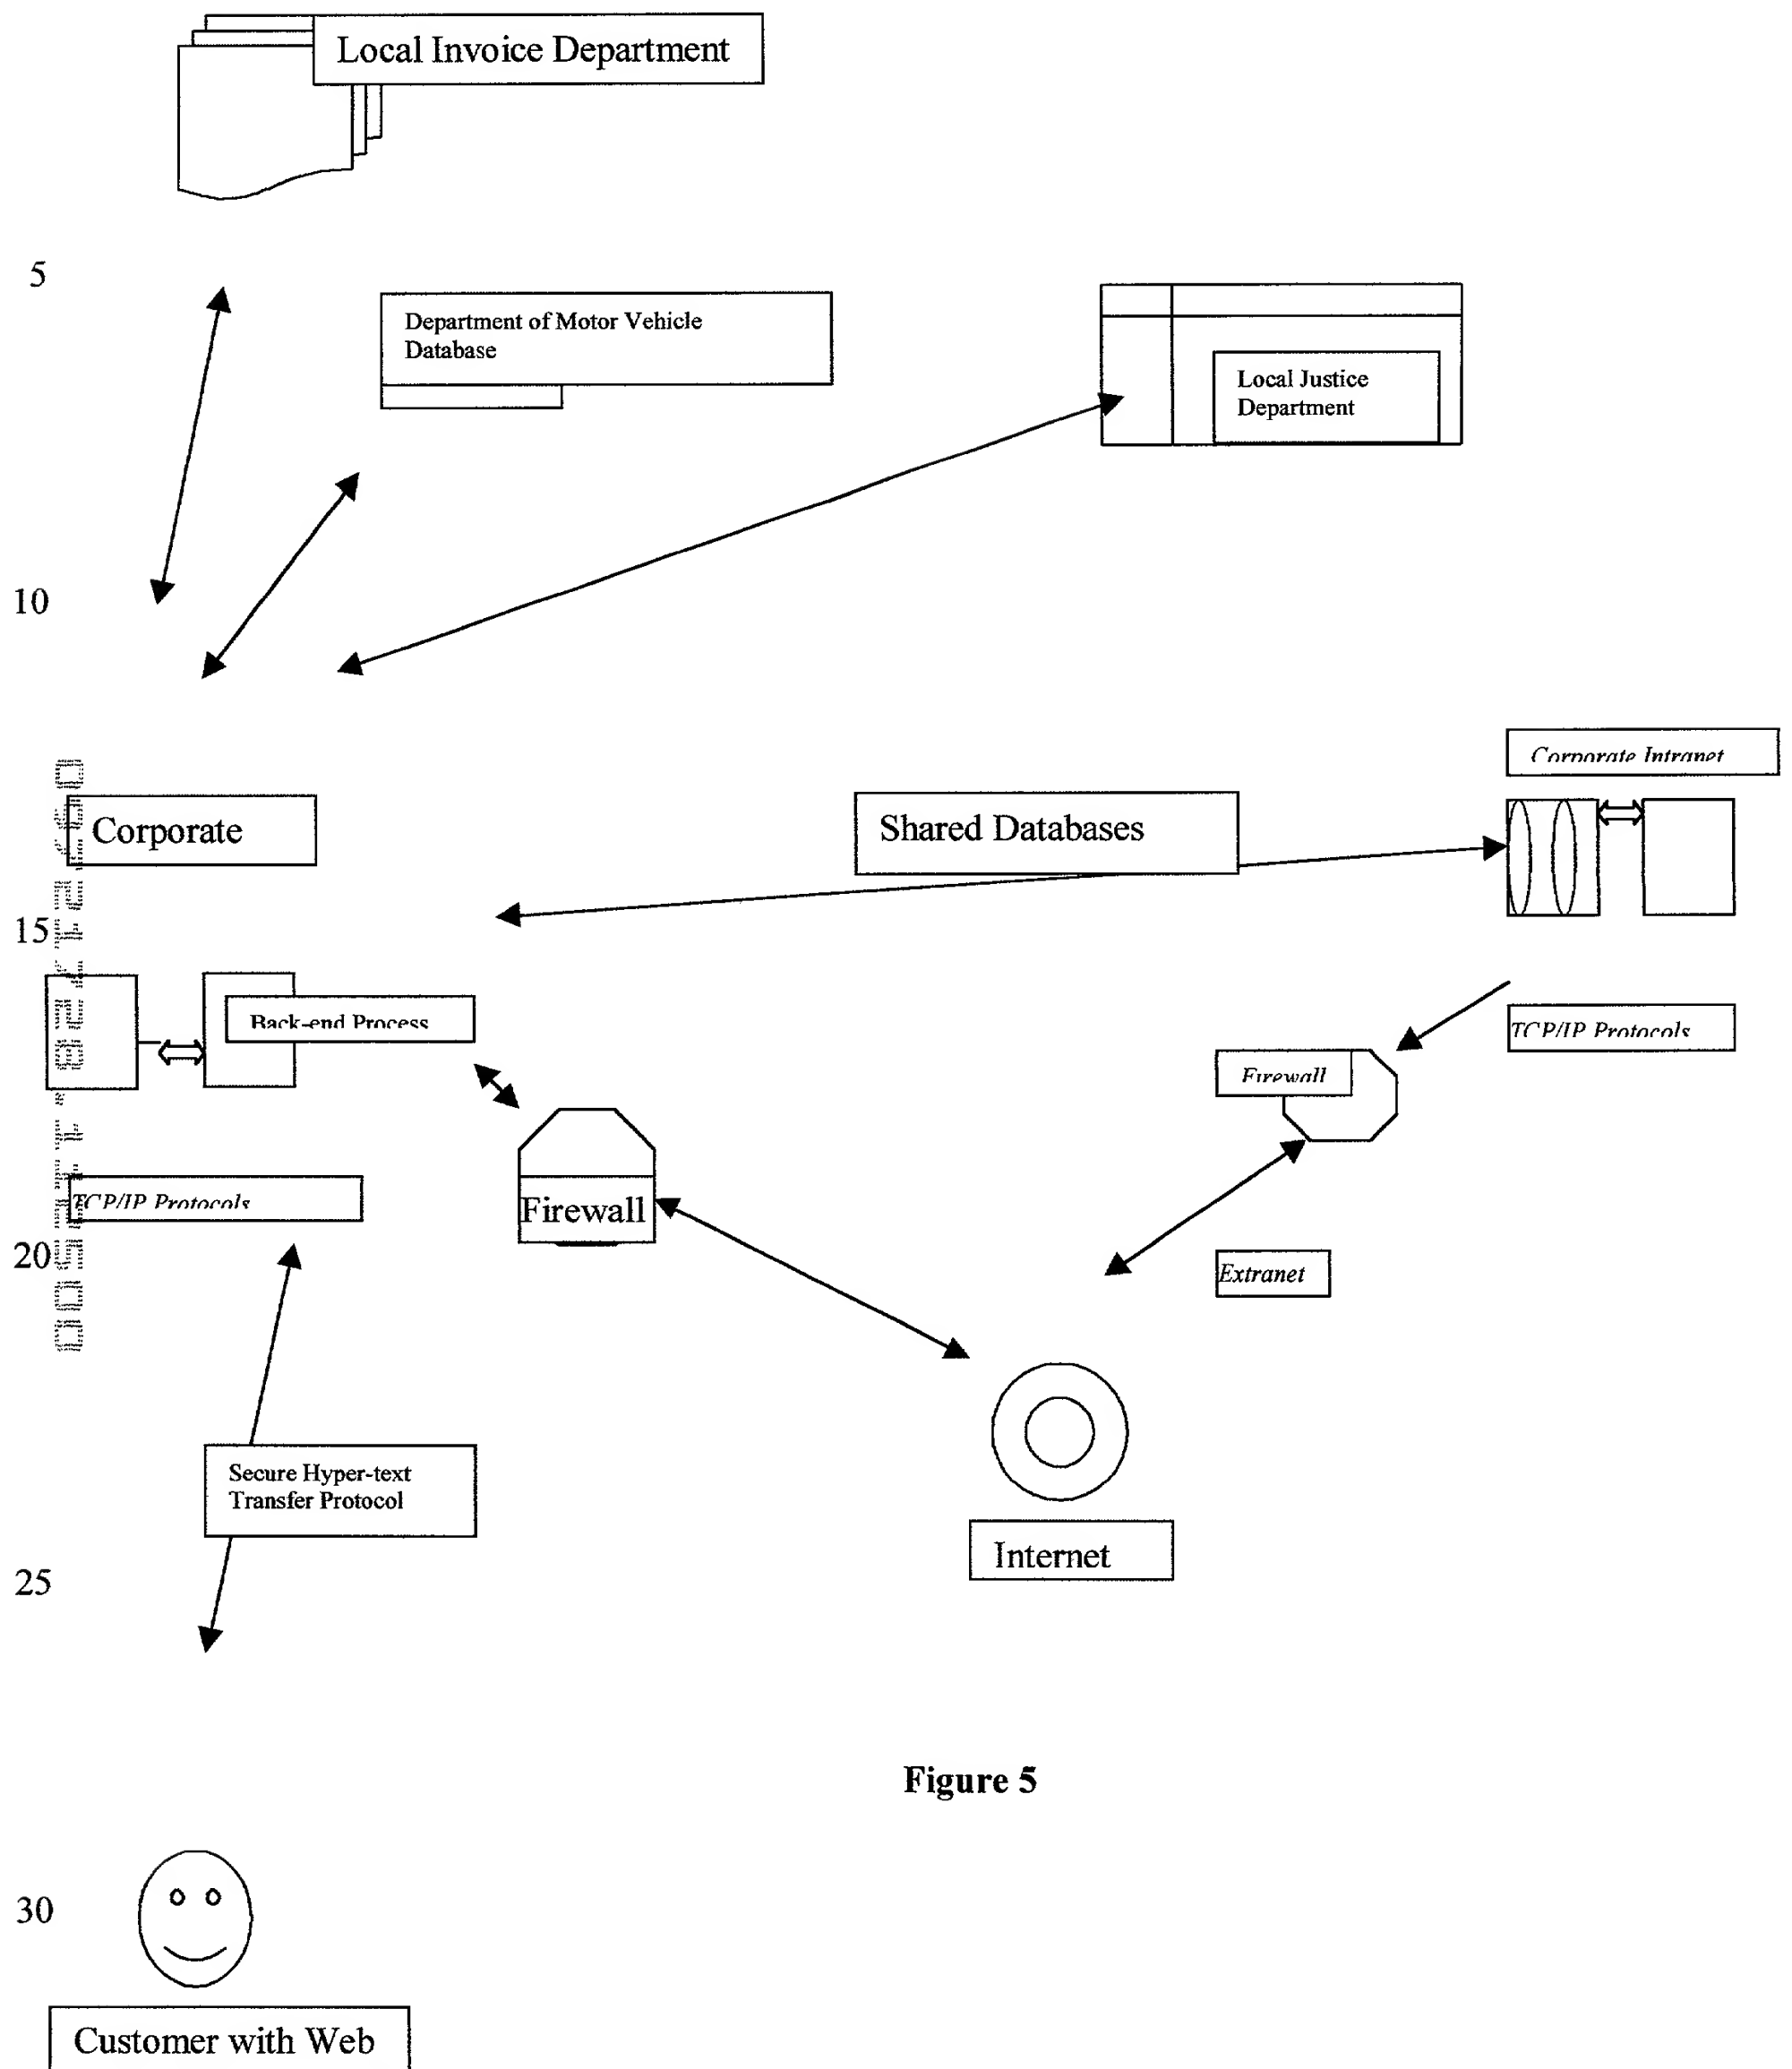 Local Invoice Department
5
Department of Motor Vehicle
Database
Local Justice
Department
10
Corporate Intranet
Corporate
Shared Databases
15
Back-end Process
TCP/IP Protocols
Firewall
TCP/IP Protocols
Firewall
20
Extranet
Secure Hyper-text
Transfer Protocol
Internet
25
Figure 5
30
Customer with Web